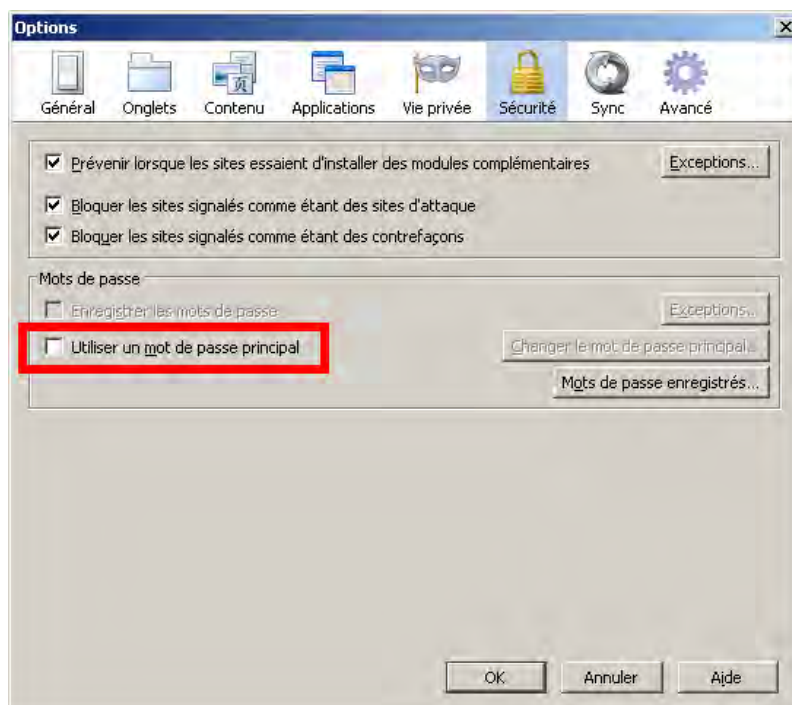 Options
Général Onglets Contenu Applications Vie privée Sécurité Sync Avancé
Prévenir lorsque les sites essaient d'installer des modules complémentaires Exceptions...
Bloquer les sites signalés comme étant des sites d'attaque
Bloquer les sites signalés comme étant des contrefaçons
Mots de passe
Enregistrer les mots de passe Exceptions...
Utiliser un mot de passe principal Changer le mot de passe principal...
Mots de passe enregistrés...
OK Annuler Aide